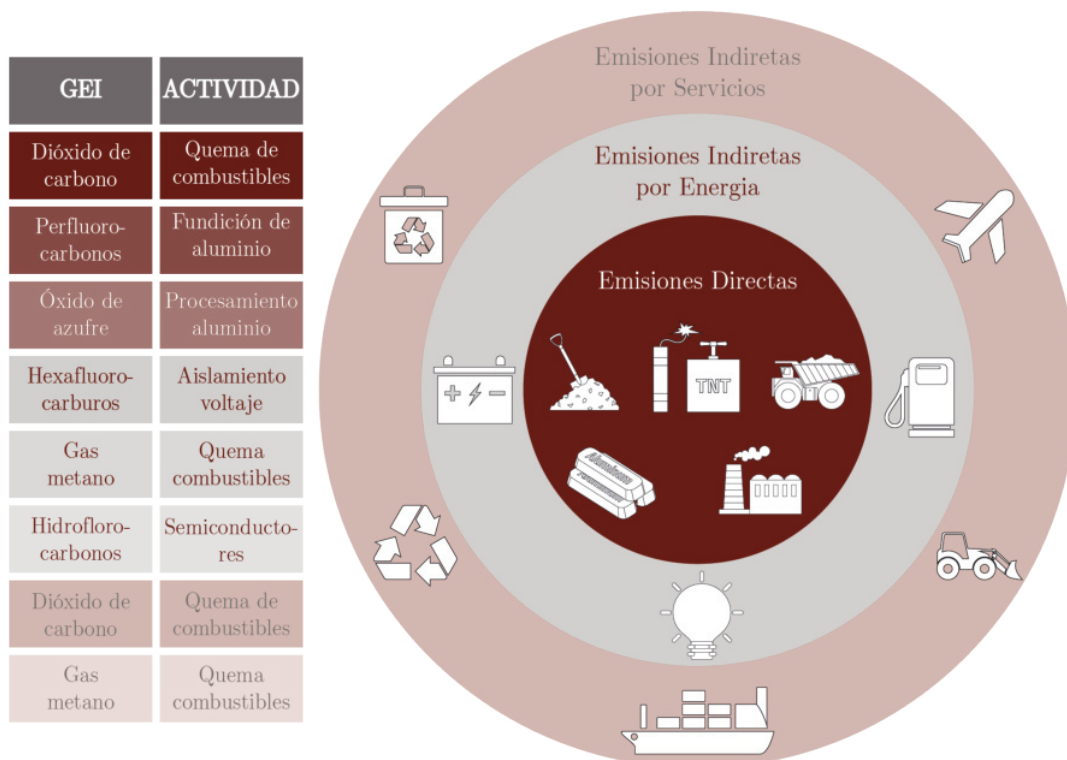 GEI ACTIVIDAD
Dióxido de
carbono
Quema de
combustibles
Perfluoro-
carbonos
Fundición de
aluminio
Óxido de
azufre
Procesamiento
aluminio
Hexafluoro-
carburos
Aislamiento
voltaje
Gas
metano
Quema
combustibles
Hidrofloro-
carbonos
Semiconducto-
res
Dióxido de
carbono
Quema de
combustibles
Gas
metano
Quema
combustibles
Emisiones Indiretas
por Servicios
Emisiones Indiretas
por Energia
Emisiones Directas
TNT
Aluminum